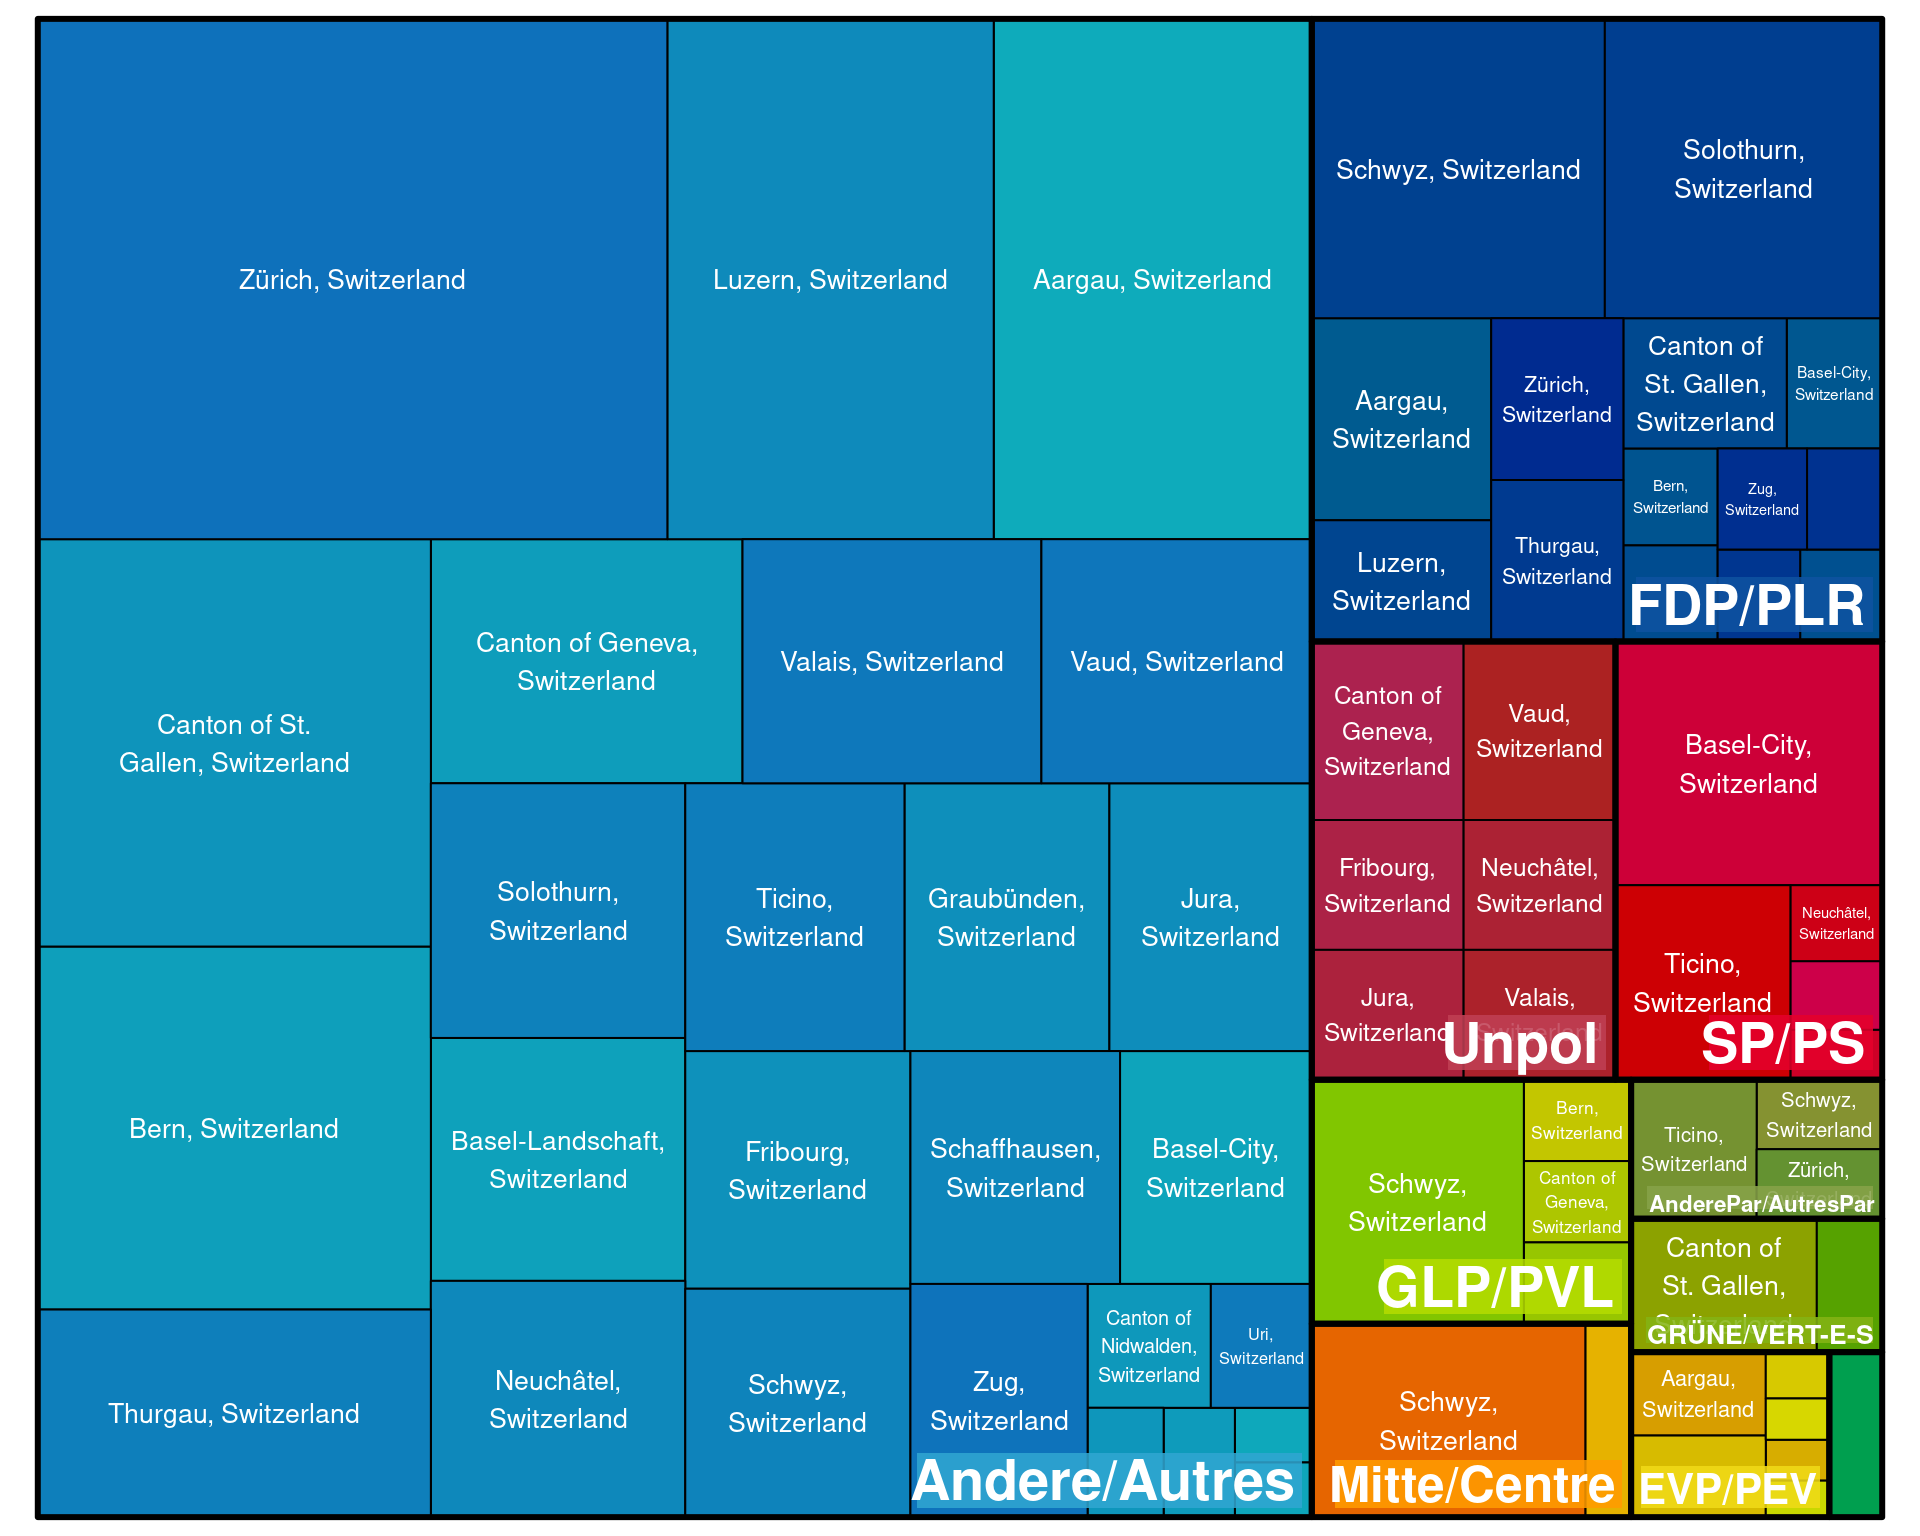 Zürich, Switzerland
Luzern, Switzerland
Aargau, Switzerland
Canton of St.
Gallen, Switzerland
Canton of Geneva,
Switzerland
Valais, Switzerland
Vaud, Switzerland
Bern, Switzerland
Thurgau, Switzerland
Solothurn,
Switzerland
Ticino,
Switzerland
Graubünden,
Switzerland
Jura,
Switzerland
Basel-Landschaft,
Switzerland
Fribourg,
Switzerland
Schaffhausen,
Switzerland
Basel-City,
Switzerland
Neuchâtel,
Switzerland
Schwyz,
Switzerland
Zug,
Switzerland
Canton of
Nidwalden,
Switzerland
Uri,
Switzerland
Andere/Autres
Schwyz, Switzerland
Solothurn,
Switzerland
Aargau,
Switzerland
Zürich,
Switzerland
Canton of
St. Gallen,
Switzerland
Basel-City,
Switzerland
Luzern,
Switzerland
Thurgau,
Switzerland
Bern,
Switzerland
Zug,
Switzerland
FDP/PLR
Canton of
Geneva,
Switzerland
Vaud,
Switzerland
Fribourg,
Switzerland
Neuchâtel,
Switzerland
Jura,
Switzerland
Valais,
Switzerland
Unpol
Basel-City,
Switzerland
Ticino,
Switzerland
Neuchâtel,
Switzerland
SP/PS
Schwyz,
Switzerland
Bern,
Switzerland
Canton of
Geneva,
Switzerland
GLP/PVL
Ticino,
Switzerland
Schwyz,
Switzerland
Zürich,
AnderePar/AutresPar
Canton of
St. Gallen,
Switzerland
GRÜNE/VERT-E-S
Schwyz,
Switzerland
Mitte/Centre
Aargau,
Switzerland
EVP/PEV